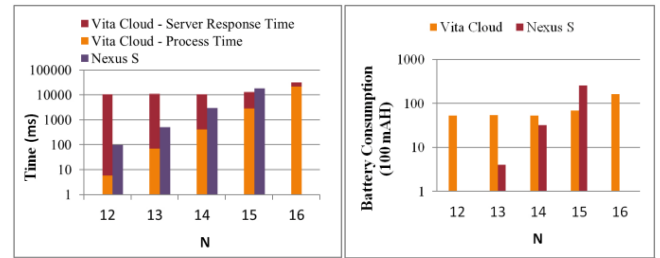 Vita Cloud - Server Response Time
Vita Cloud - Process Time
Nexus S
Time (ms)
100000
10000
1000
100
10
1
12 13 14 15 16
N
Vita Cloud Nexus S
Battery Consumption
(100 mAH)
1000
100
10
1
12 13 14 15 16
N